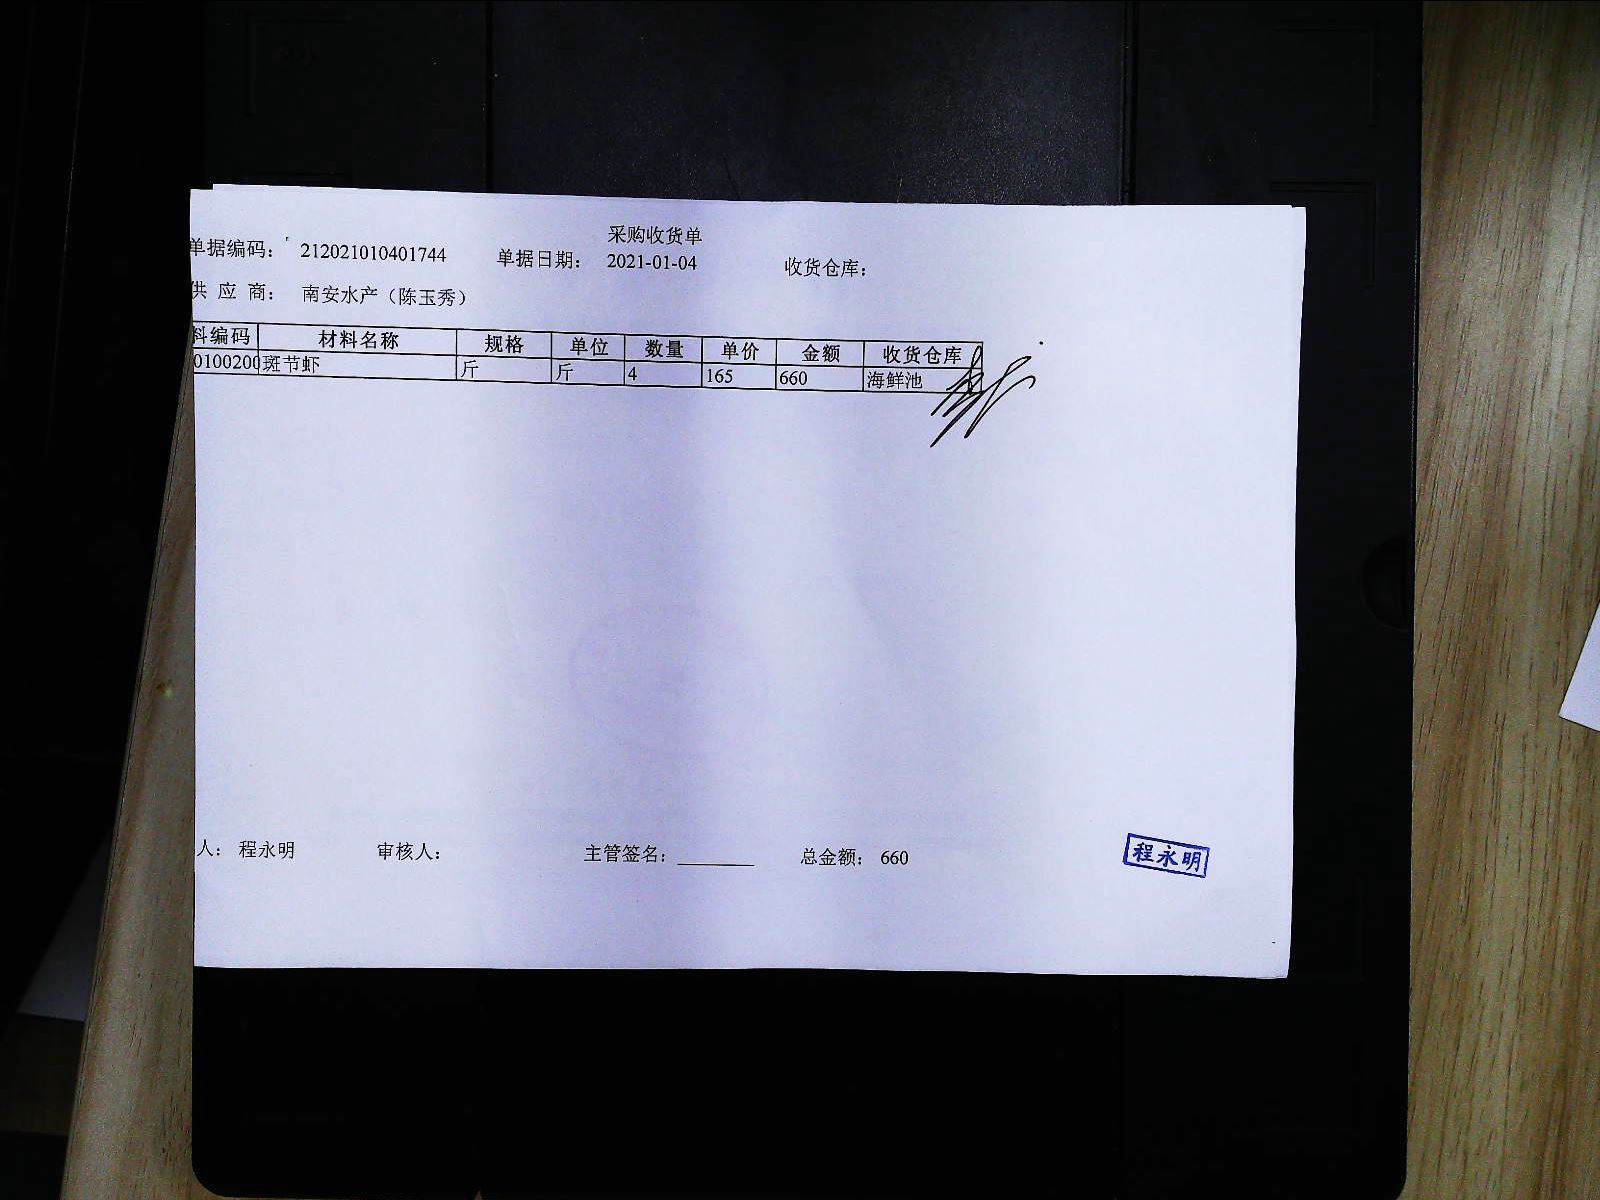 采购收货单
单据编码： 212021010401744 单据日期： 2021-01-04 收货仓库：
供 应 商： 南安水产（陈玉秀）
料编码 材料名称 规格 单位 数量 单价 金额 收货仓库
0100200 斑节虾 斤 斤 4 165 660 海鲜池
人： 程永明 审核人： 主管签名： 总金额： 660
程永明